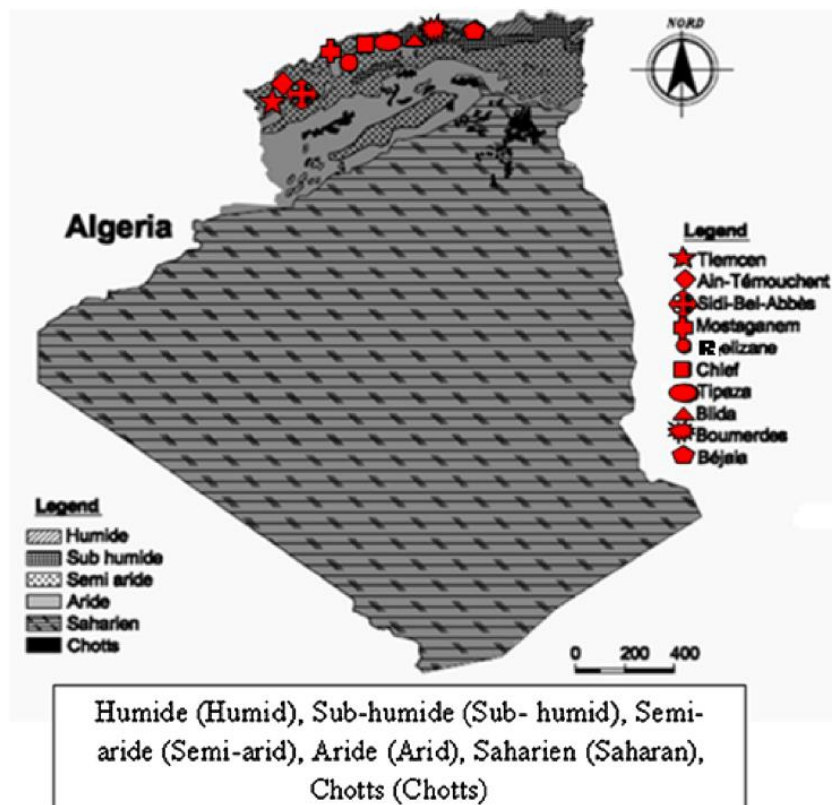 NORD
Algeria
Legend
Tlemcen
Ain-Témouchent
Sidi-Bel-Abbès
Mostaganem
Relizane
Chlef
Tipaza
Blida
Boumerdes
Béjaia
Legend
Humide
Sub humide
Semi aride
Aride
Saharien
Chotts
0 200 400
Humide (Humid), Sub-humide (Sub- humid), Semi-
aride (Semi-arid), Aride (Arid), Saharien (Saharan),
Chotts (Chotts)